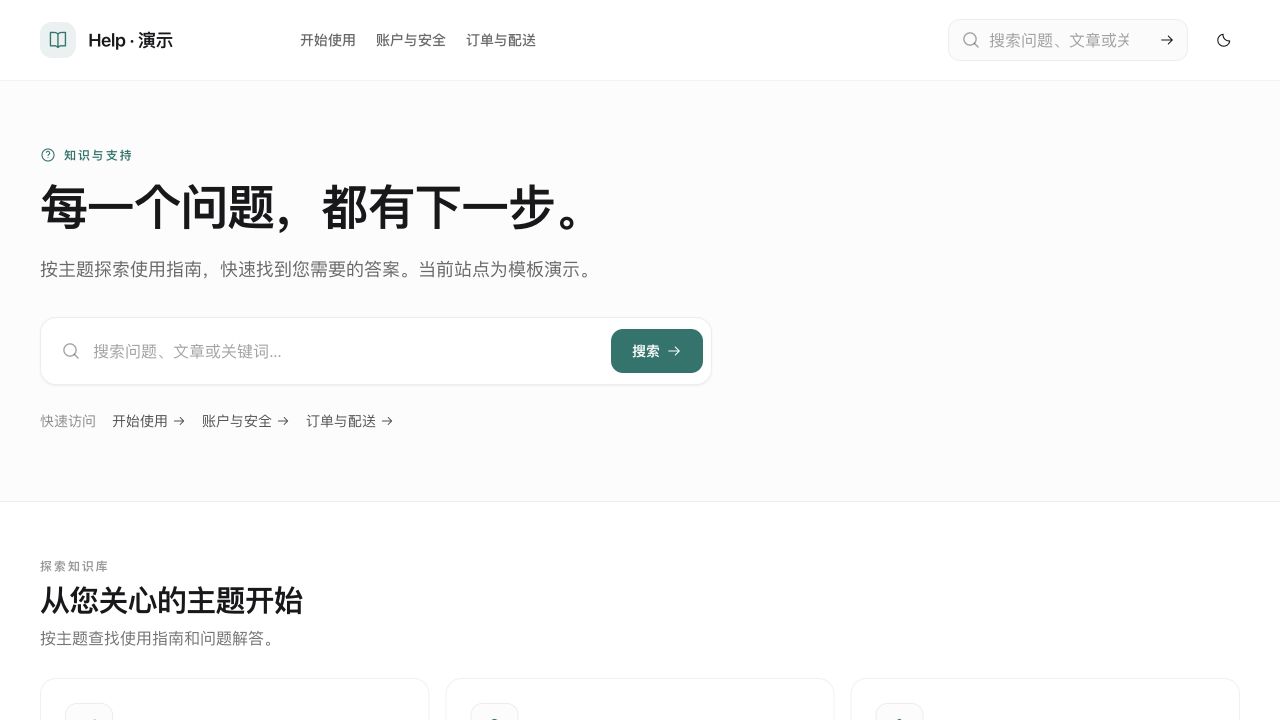 Help · 演示
开始使用 账户与安全 订单与配送
搜索问题、文章或关
知识与支持
每一个问题，都有下一步。
按主题探索使用指南，快速找到您需要的答案。当前站点为模板演示。
搜索问题、文章或关键词...
搜索 →
快速访问 开始使用 → 账户与安全 → 订单与配送 →
探索知识库
从您关心的主题开始
按主题查找使用指南和问题解答。